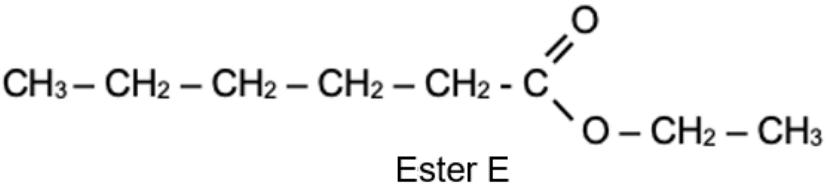 O
CH₃ – CH₂ – CH₂ – CH₂ – CH₂ - C
O – CH₂ – CH₃
Ester E